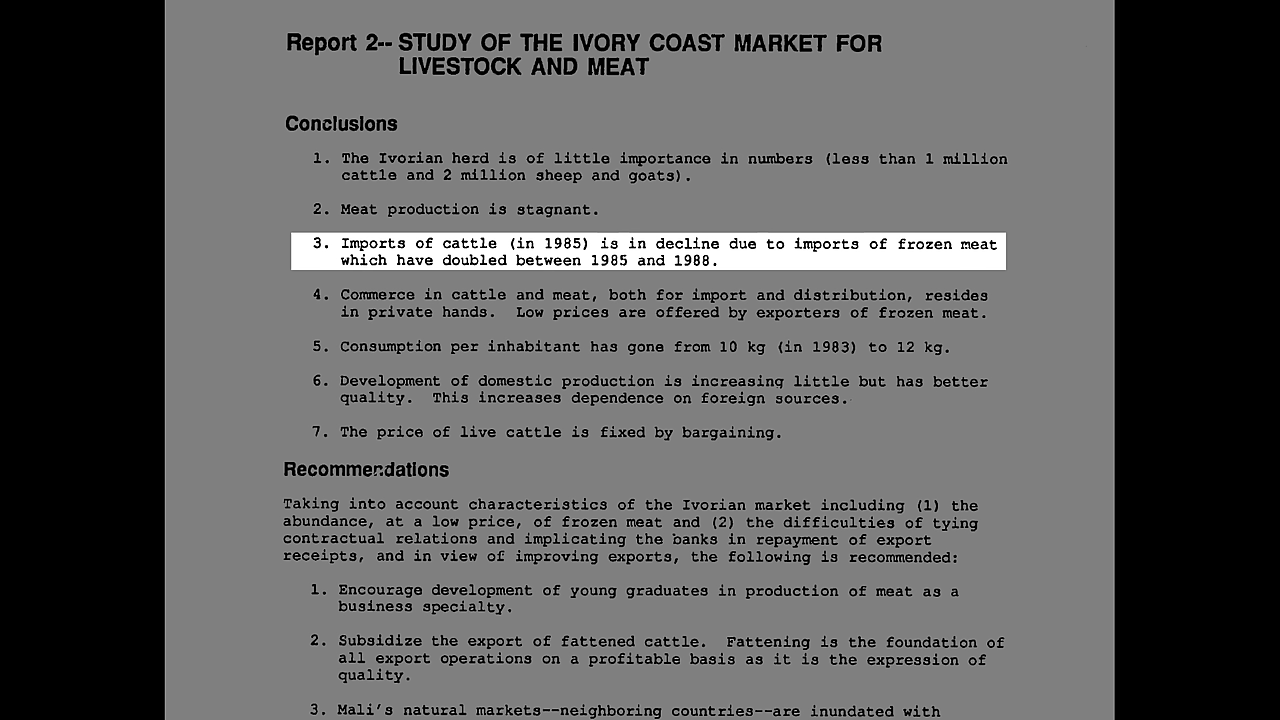 Report 2-- STUDY OF THE IVORY COAST MARKET FOR
LIVESTOCK AND MEAT
Conclusions
1. The Ivorian herd is of little importance in numbers (less than 1 million
cattle and 2 million sheep and goats).
2. Meat production is stagnant.
3. Imports of cattle (in 1985) is in decline due to imports of frozen meat
which have doubled between 1985 and 1988.
4. Commerce in cattle and meat, both for import and distribution, resides
in private hands. Low prices are offered by exporters of frozen meat.
5. Consumption per inhabitant has gone from 10 kg (in 1983) to 12 kg.
6. Development of domestic production is increasing little but has better
quality. This increases dependence on foreign sources.
7. The price of live cattle is fixed by bargaining.
Recommendations
Taking into account characteristics of the Ivorian market including (1) the
abundance, at a low price, of frozen meat and (2) the difficulties of tying
contractual relations and implicating the banks in repayment of export
receipts, and in view of improving exports, the following is recommended:
1. Encourage development of young graduates in production of meat as a
business specialty.
2. Subsidize the export of fattened cattle. Fattening is the foundation of
all export operations on a profitable basis as it is the expression of
quality.
3. Mali's natural markets--neighboring countries--are inundated with